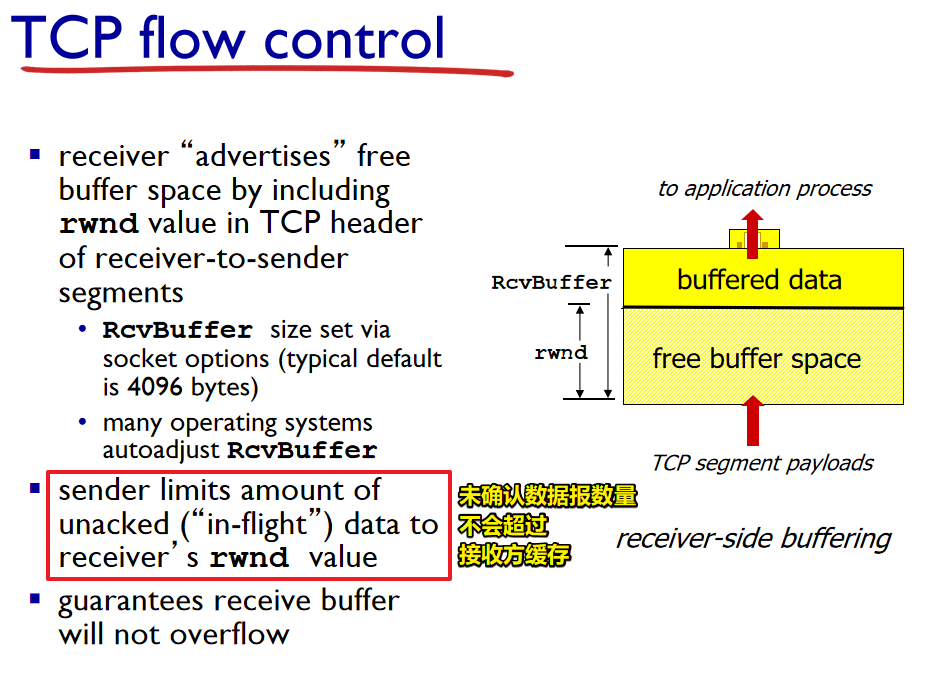 TCP flow control
receiver “advertises” free
buffer space by including
rwnd value in TCP header
of receiver-to-sender
segments
RcvBuffer size set via
socket options (typical default
is 4096 bytes)
many operating systems
autoadjust RcvBuffer
sender limits amount of
unacked (“in-flight”) data to
receiver’s rwnd value
guarantees receive buffer
will not overflow
未确认数据报数量
不会超过
接收方缓存
to application process
RcvBuffer
buffered data
rwnd
free buffer space
TCP segment payloads
receiver-side buffering